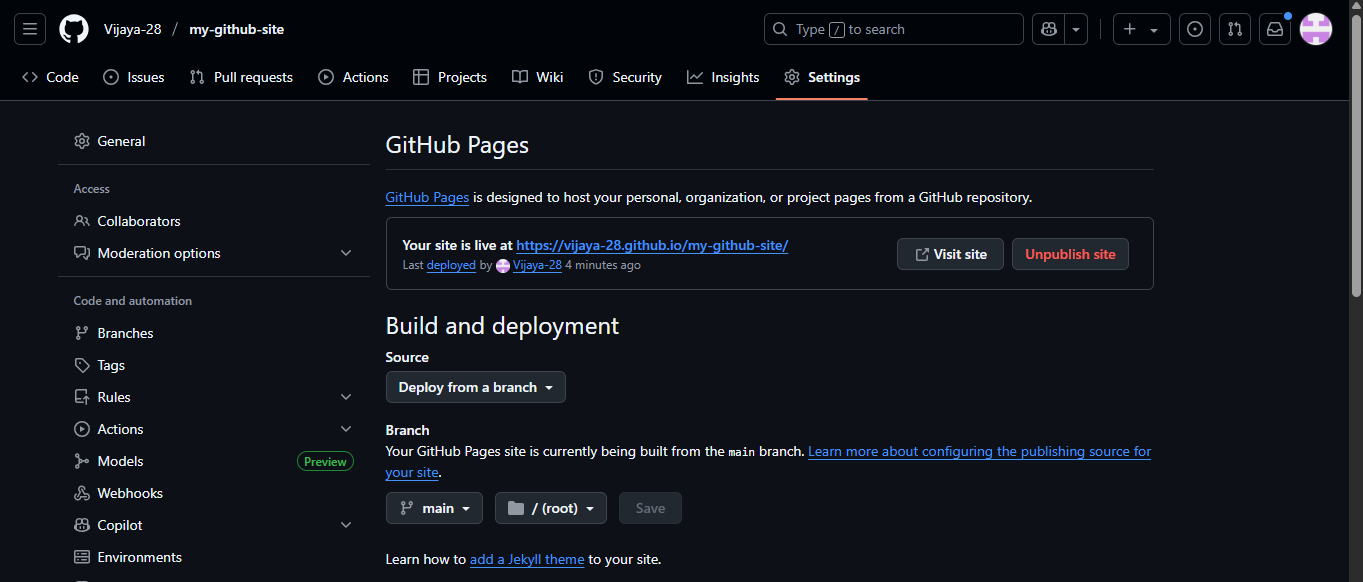 Vijaya-28 / my-github-site
Type / to search
Code Issues Pull requests Actions Projects Wiki Security Insights Settings
General
Access
Collaborators
Moderation options
Code and automation
Branches
Tags
Rules
Actions
Models Preview
Webhooks
Copilot
Environments
GitHub Pages
GitHub Pages is designed to host your personal, organization, or project pages from a GitHub repository.
Your site is live at https://vijaya-28.github.io/my-github-site/
Last deployed by Vijaya-28 4 minutes ago
Visit site Unpublish site
Build and deployment
Source
Deploy from a branch
Branch
Your GitHub Pages site is currently being built from the main branch. Learn more about configuring the publishing source for
your site.
main / (root) Save
Learn how to add a Jekyll theme to your site.